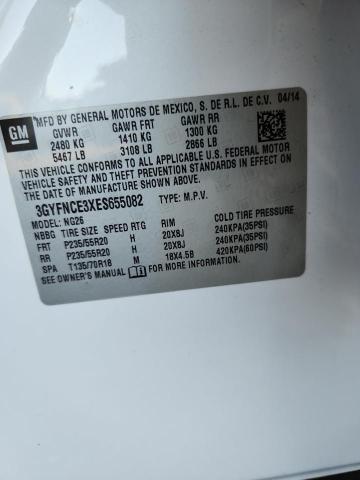 GM
MFD BY GENERAL MOTORS DE MEXICO, S. DE R.L. DE C.V. 04/14
GVWR GAWR FRT GAWR RR
2480 KG 1410 KG 1300 KG
5467 LB 3108 LB 2866 LB
THIS VEHICLE CONFORMS TO ALL APPLICABLE U.S. FEDERAL MOTOR
VEHICLE SAFETY AND THEFT PREVENTION STANDARDS IN EFFECT ON
THE DATE OF MANUFACTURE SHOWN ABOVE.
3GYFNCE3XES655082 TYPE: M.P.V.
MODEL: NG26
NBBG TIRE SIZE SPEED RTG RIM COLD TIRE PRESSURE
FRT P235/55R20 H 20X8J 240KPA(35PSI)
RR P235/55R20 H 20X8J 240KPA(35PSI)
SPA T135/70R18 M 18X4.5B 420KPA(60PSI)
SEE OWNER'S MANUAL FOR MORE INFORMATION.